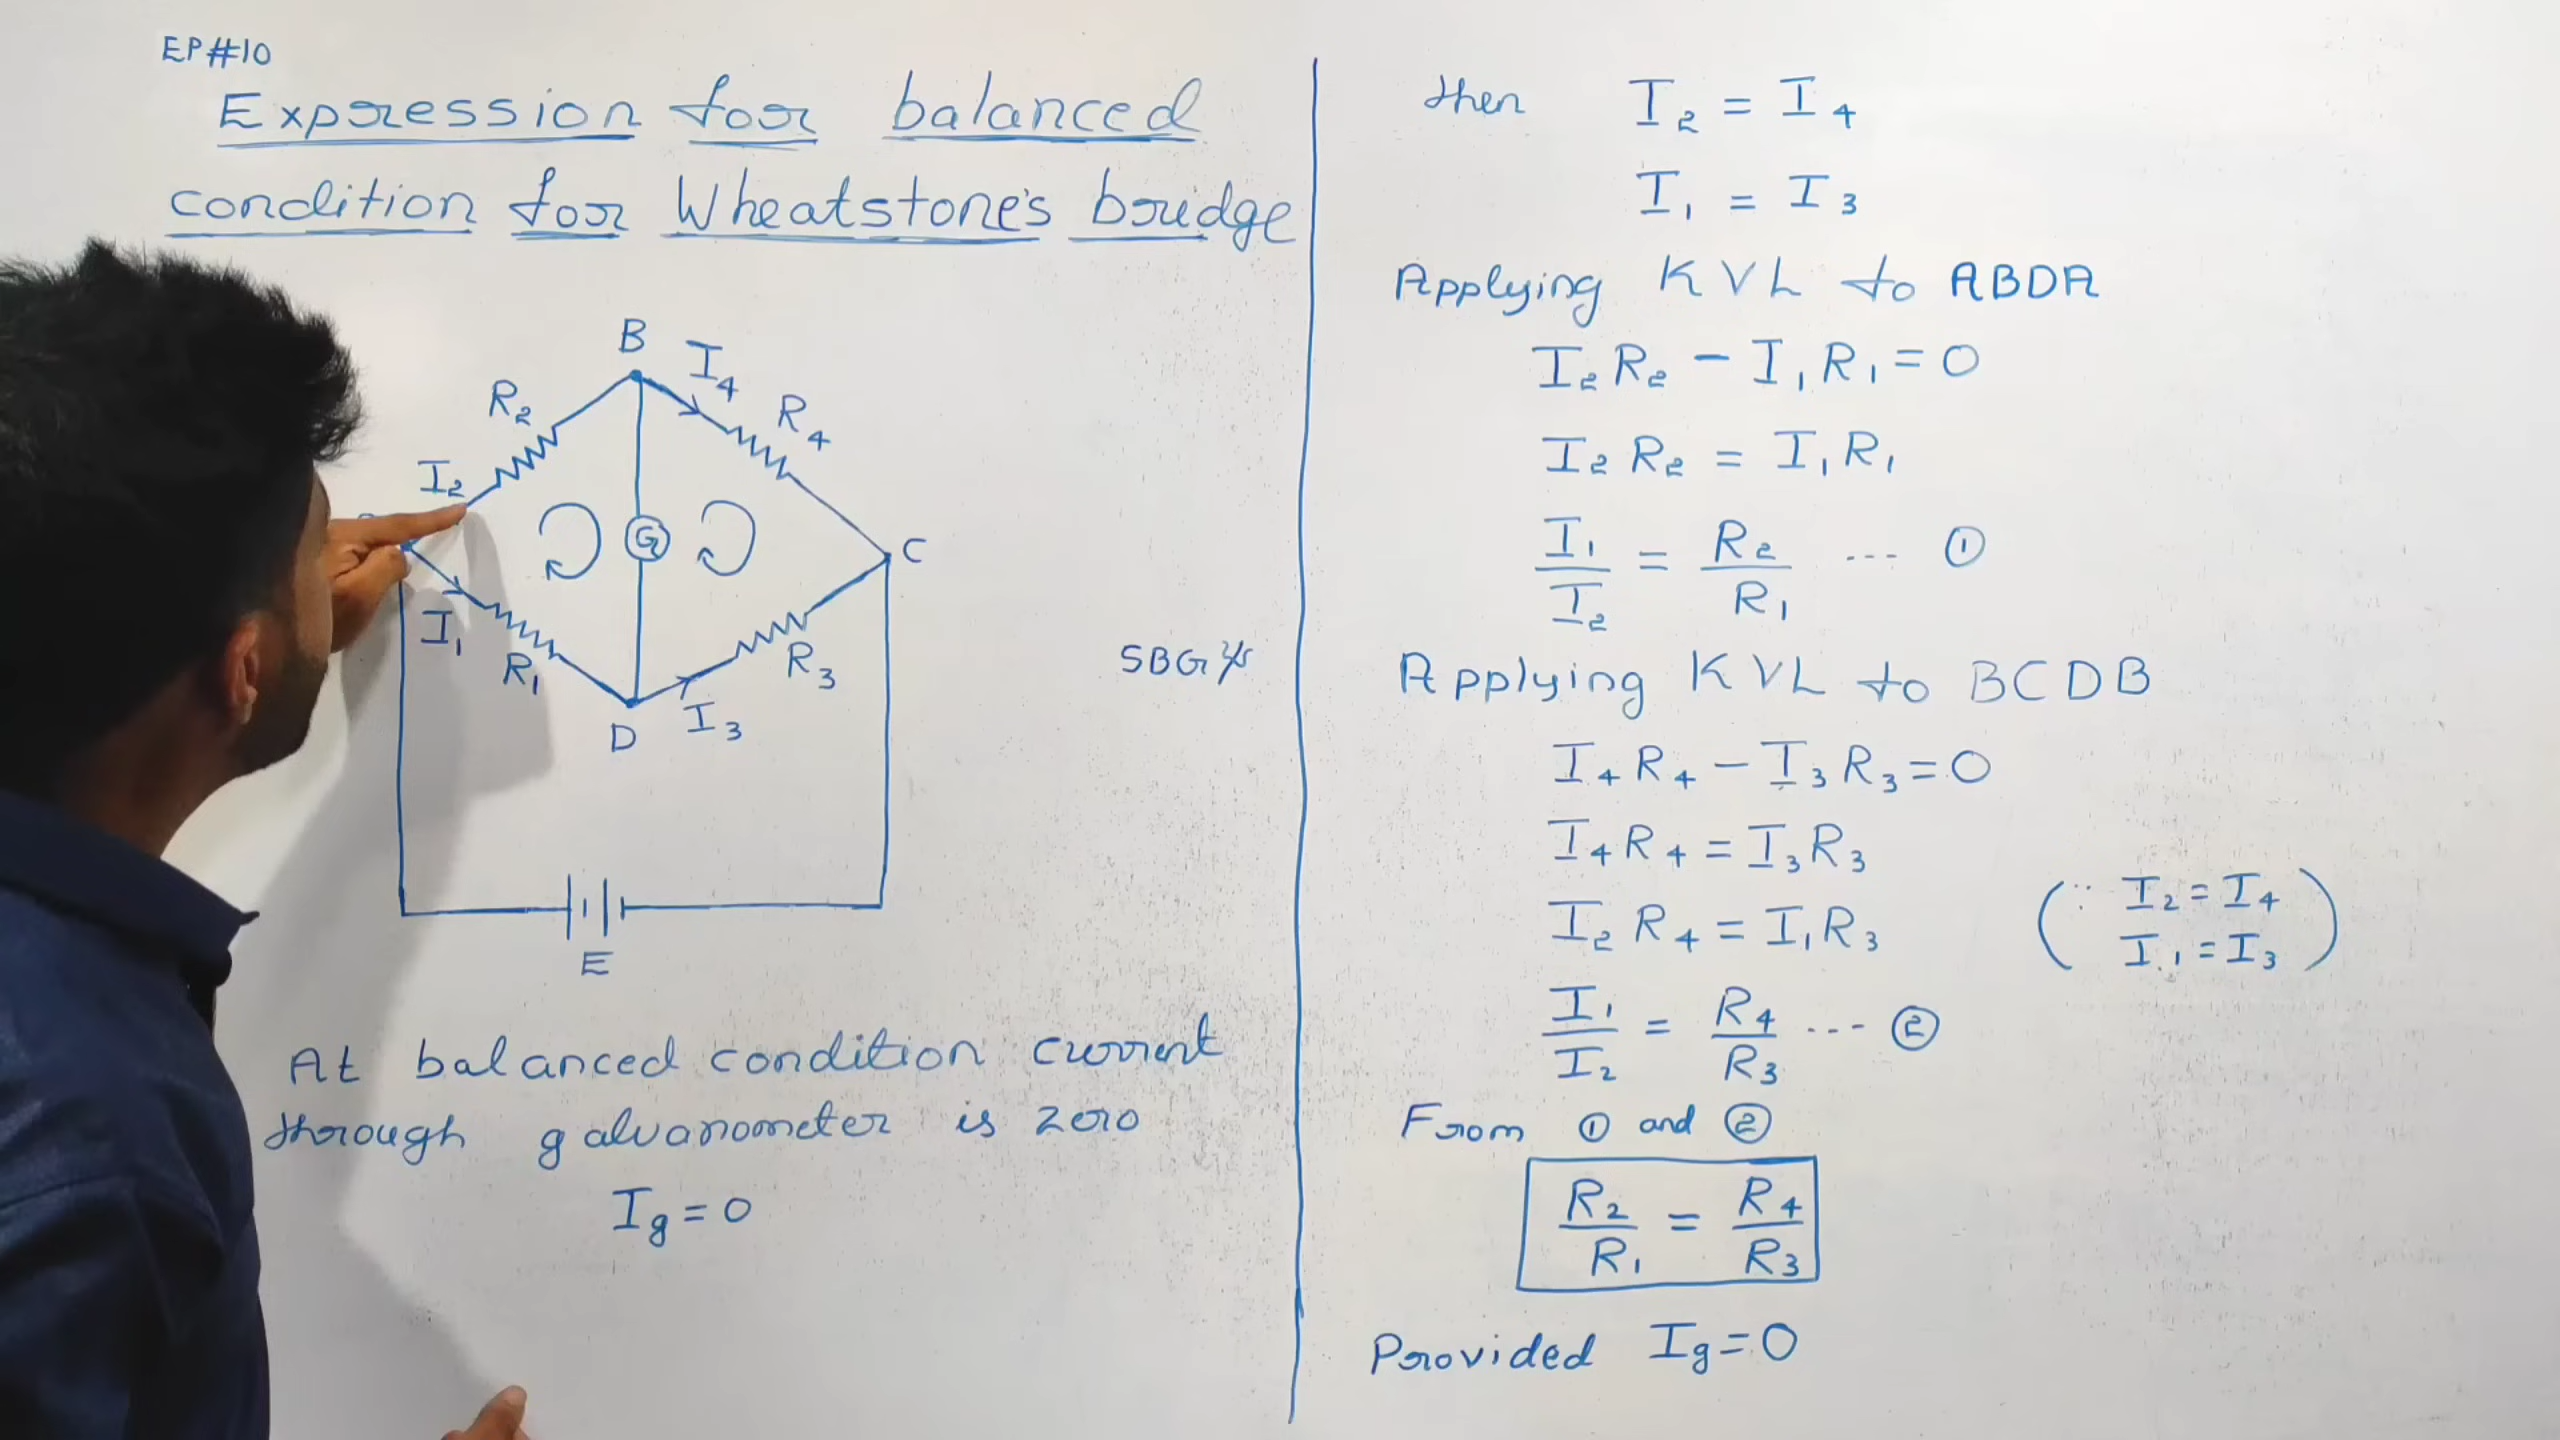 EP#10
Expression for balanced
condition for Wheatstone's bridge
B
I₄
R₂
R₄
I₂
G
C
I₁
R₁
R₃
D
I₃
E
At balanced condition current
through galvanometer is zero
Ig = 0
then I₂ = I₄
I₁ = I₃
Applying KVL to ABDA
I₂R₂ − I₁R₁ = 0
I₂R₂ = I₁R₁
I₁/I₂ = R₂/R₁ --- ①
Applying KVL to BCDB
I₄R₄ − I₃R₃ = 0
I₄R₄ = I₃R₃
I₂R₄ = I₁R₃
(∵ I₂ = I₄
I₁ = I₃)
I₁/I₂ = R₄/R₃ --- ②
From ① and ②
R₂/R₁ = R₄/R₃
Provided Ig = 0